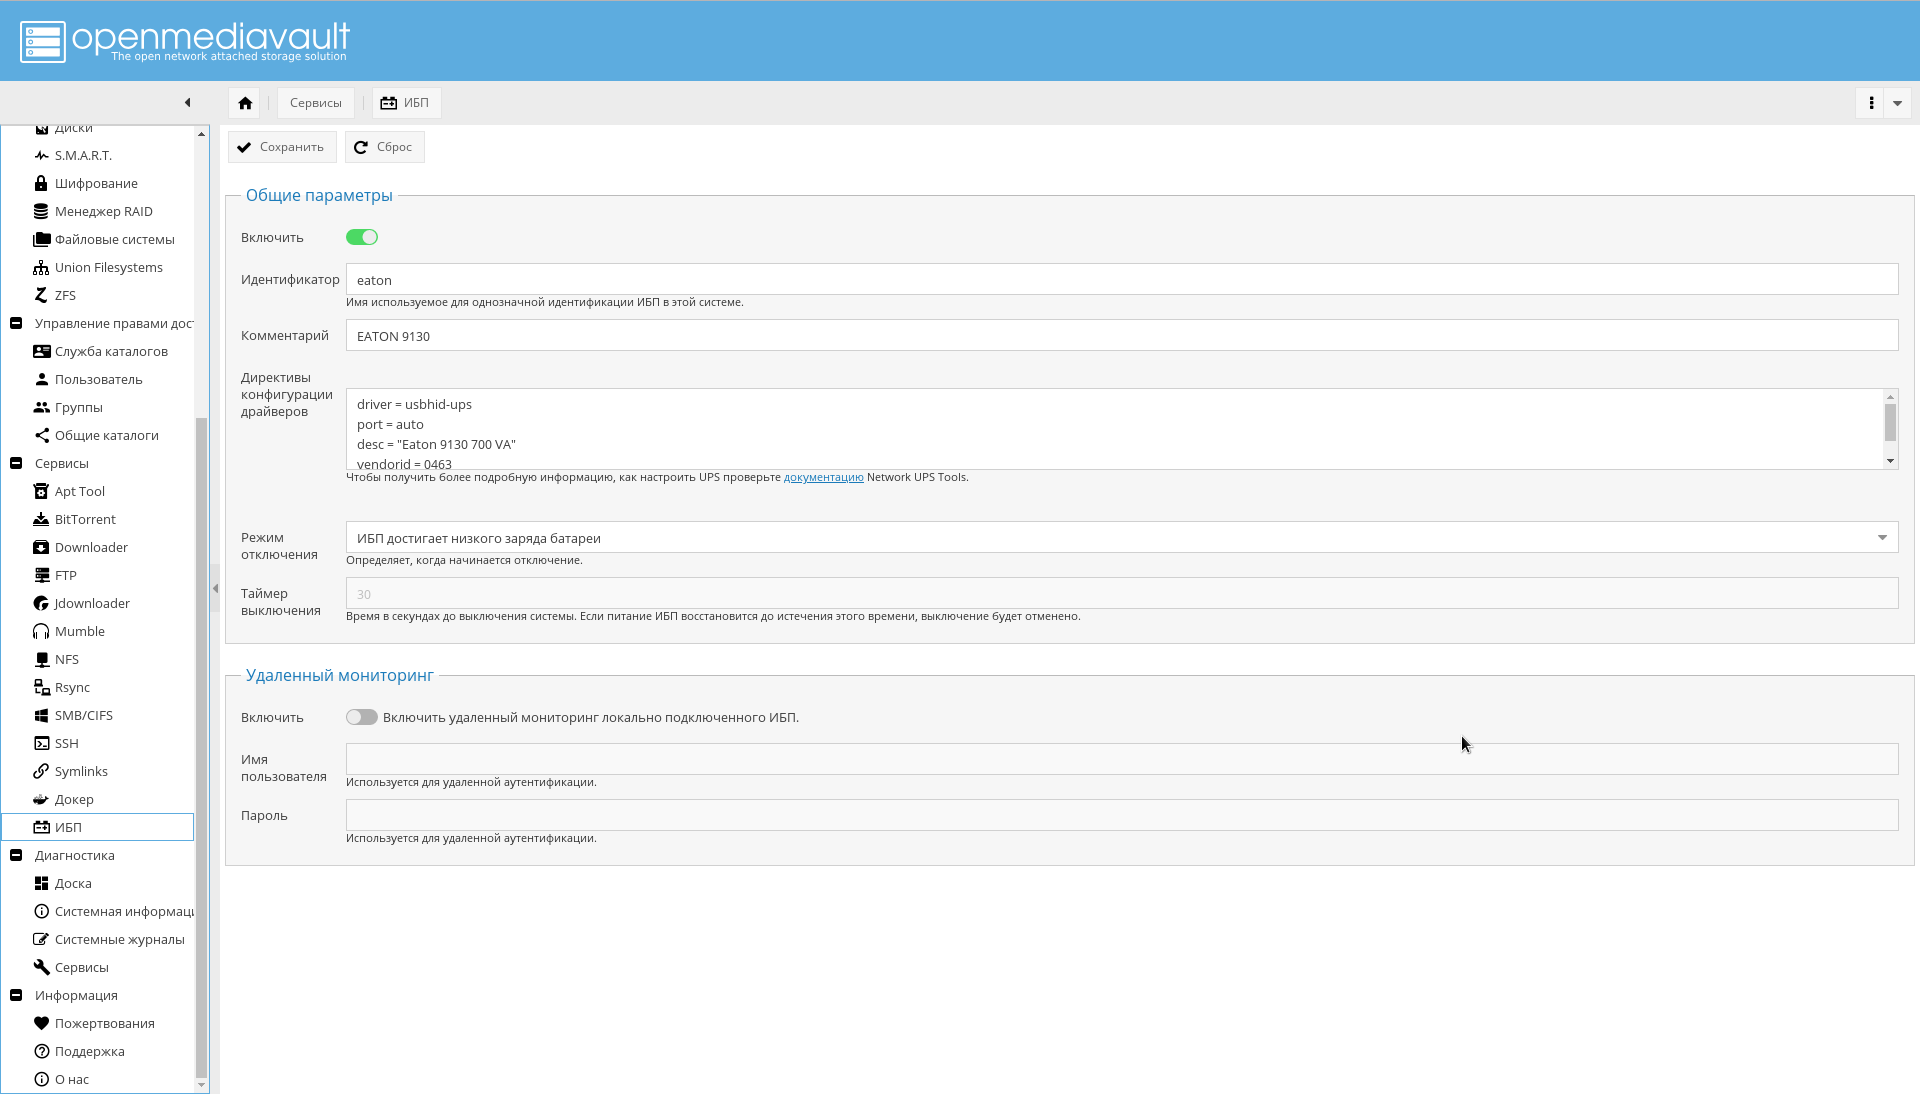 openmediavault
The open network attached storage solution
Сервисы
ИБП
Диски
S.M.A.R.T.
Шифрование
Менеджер RAID
Файловые системы
Union Filesystems
ZFS
Управление правами дос
Служба каталогов
Пользователь
Группы
Общие каталоги
Сервисы
Apt Tool
BitTorrent
Downloader
FTP
Jdownloader
Mumble
NFS
Rsync
SMB/CIFS
SSH
Symlinks
Докер
ИБП
Диагностика
Доска
Системная информац
Системные журналы
Сервисы
Информация
Пожертвования
Поддержка
О нас
Сохранить
Сброс
Общие параметры
Включить
Идентификатор
eaton
Имя используемое для однозначной идентификации ИБП в этой системе.
Комментарий
EATON 9130
Директивы
конфигурации
драйверов
driver = usbhid-ups
port = auto
desc = "Eaton 9130 700 VA"
vendorid = 0463
Чтобы получить более подробную информацию, как настроить UPS проверьте документацию Network UPS Tools.
Режим
отключения
ИБП достигает низкого заряда батареи
Определяет, когда начинается отключение.
Таймер
выключения
30
Время в секундах до выключения системы. Если питание ИБП восстановится до истечения этого времени, выключение будет отменено.
Удаленный мониторинг
Включить
Включить удаленный мониторинг локально подключенного ИБП.
Имя
пользователя
Используется для удаленной аутентификации.
Пароль
Используется для удаленной аутентификации.